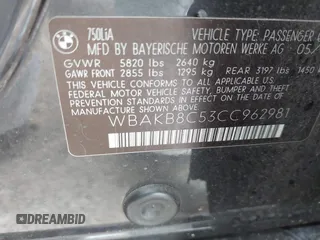 750LiA
VEHICLE TYPE: PASSENGER
MFD BY BAYERISCHE MOTOREN WERKE AG 05/
GVWR 5820 LBS 2640 kg
GAWR FRONT 2855 LBS 1295 kg REAR 3197 LBS 1450
THIS VEHICLE CONFORMS TO ALL APPLICABLE FEDERAL
MOTOR VEHICLE SAFETY, BUMPER, AND THEFT PREVENTION
STANDARDS IN EFFECT ON THE DATE OF
MANUFACTURE SHOWN ABOVE
WBAKB8C53CC962981
© DREAMBID
DREAMBID